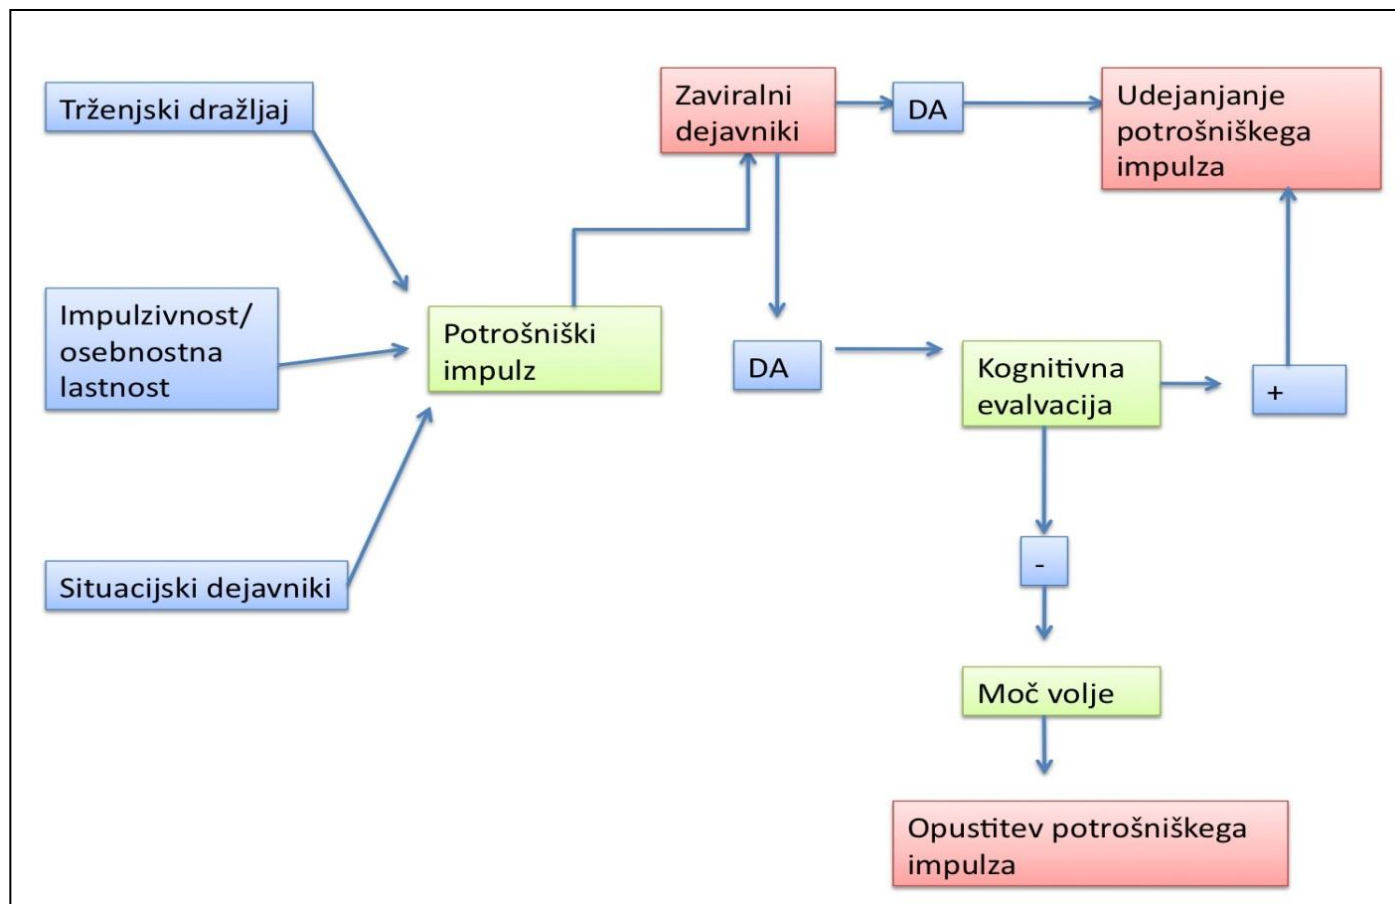 Trženjski dražljaj
Impulzivnost/
osebnostna
lastnost
Situacijski dejavniki
Potrošniški
impulz
Zaviralni
dejavniki
DA
Udejanjanje
potrošniškega
impulza
DA
Kognitivna
evalvacija
+
-
Moč volje
Opustitev potrošniškega
impulza